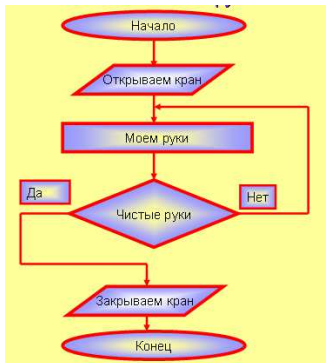 Начало
Открываем кран
Моем руки
Да
Нет
Чистые руки
Закрываем кран
Конец